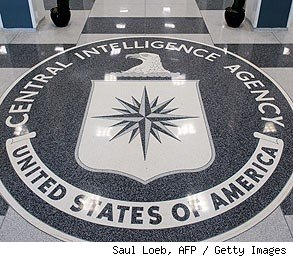 CENTRAL INTELLIGENCE AGENCY
UNITED STATES OF AMERICA
Saul Loeb, AFP / Getty Images